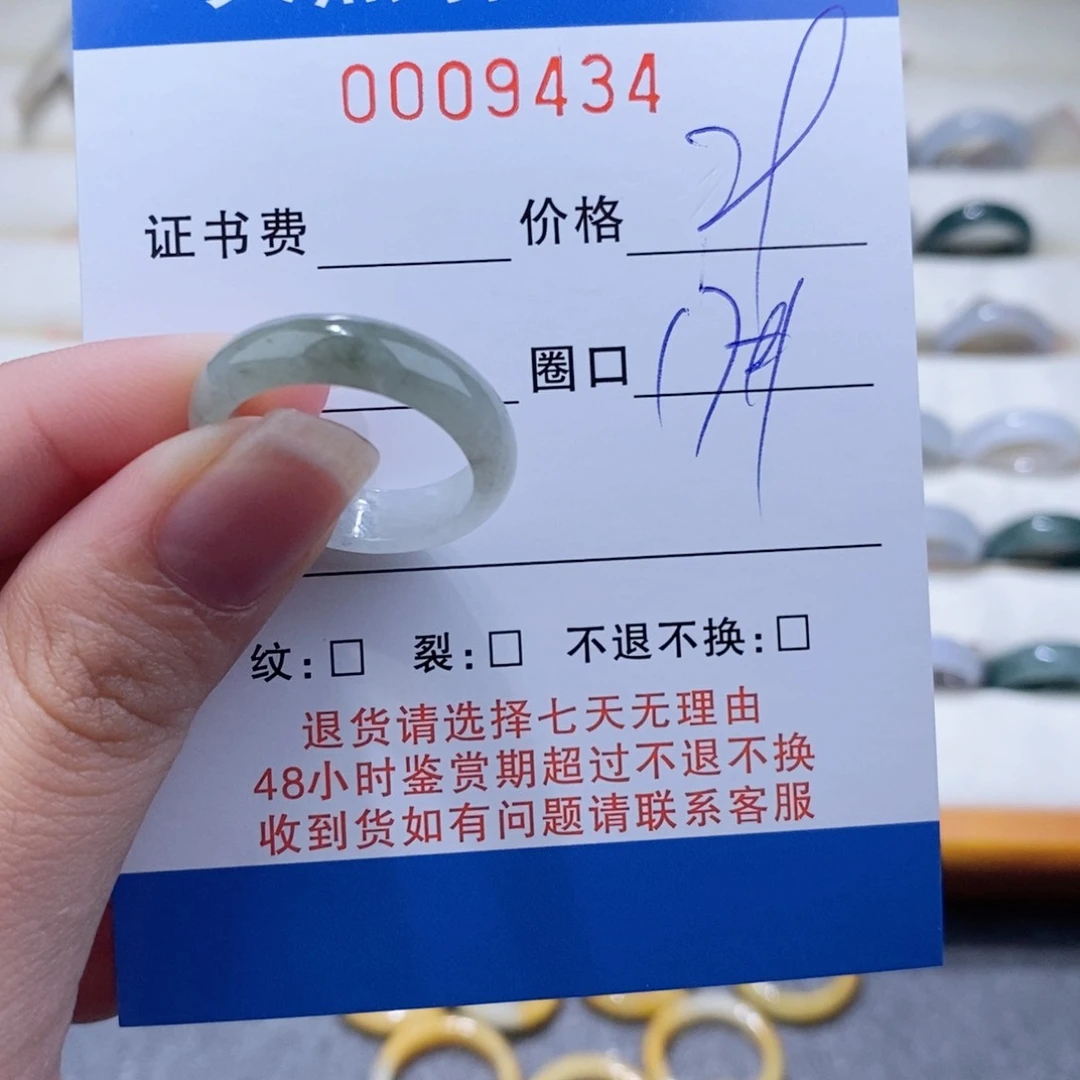 0009434
证书费 价格
圈口
纹:□ 裂:□ 不退不换:□
退货请选择七天无理由
48小时鉴赏期超过不退不换
收到货如有问题请联系客服